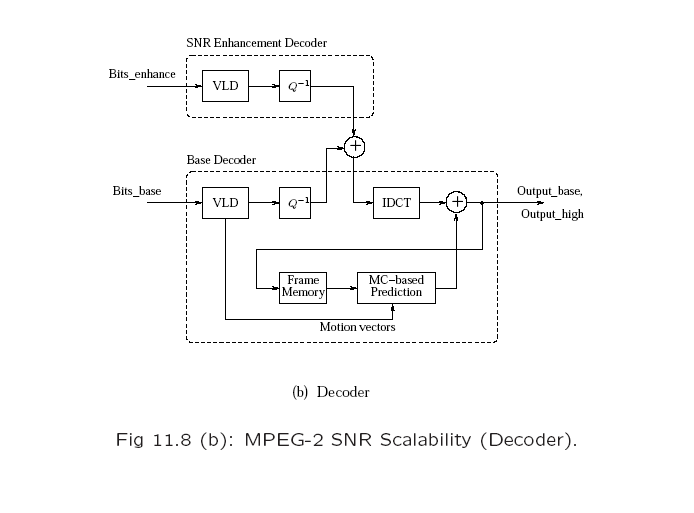 SNR Enhancement Decoder
Bits_enhance
VLD
Q⁻¹
+
Base Decoder
Bits_base
VLD
Q⁻¹
IDCT
+
Output_base,
Output_high
Frame
Memory
MC-based
Prediction
Motion vectors
(b) Decoder
Fig 11.8 (b): MPEG-2 SNR Scalability (Decoder).